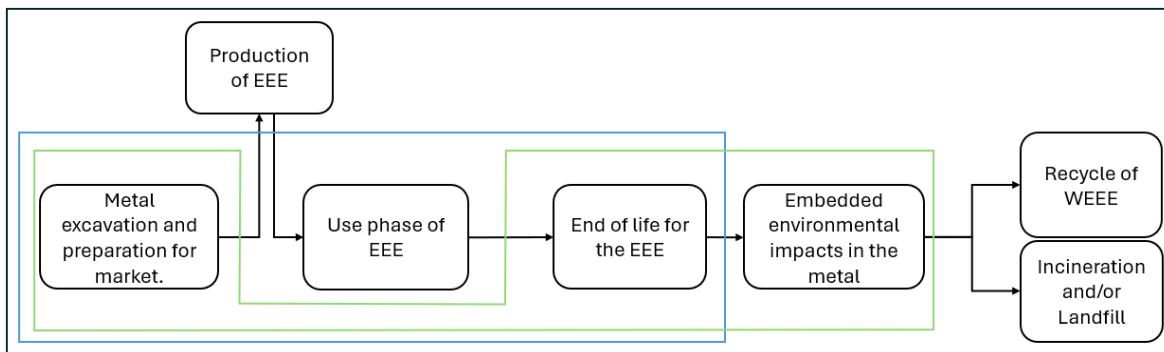 Production
of EEE
Metal
excavation and
preparation for
market.
Use phase of
EEE
End of life for
the EEE
Embedded
environmental
impacts in the
metal
Recycle of
WEEE
Incineration
and/or
Landfill